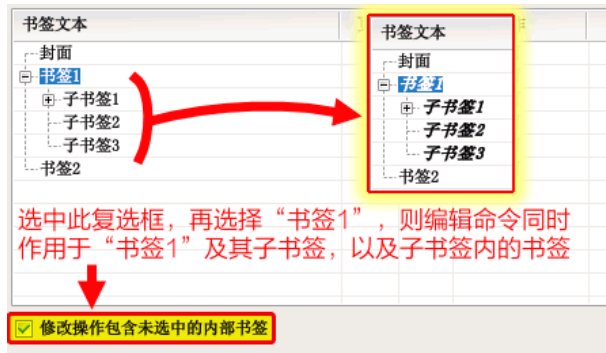 书签文本
封面
书签1
子书签1
子书签2
子书签3
书签2
书签文本
封面
书签1
子书签1
子书签2
子书签3
书签2
选中此复选框，再选择“书签1”，则编辑命令同时
作用于“书签1”及其子书签，以及子书签内的书签
修改操作包含未选中的内部书签